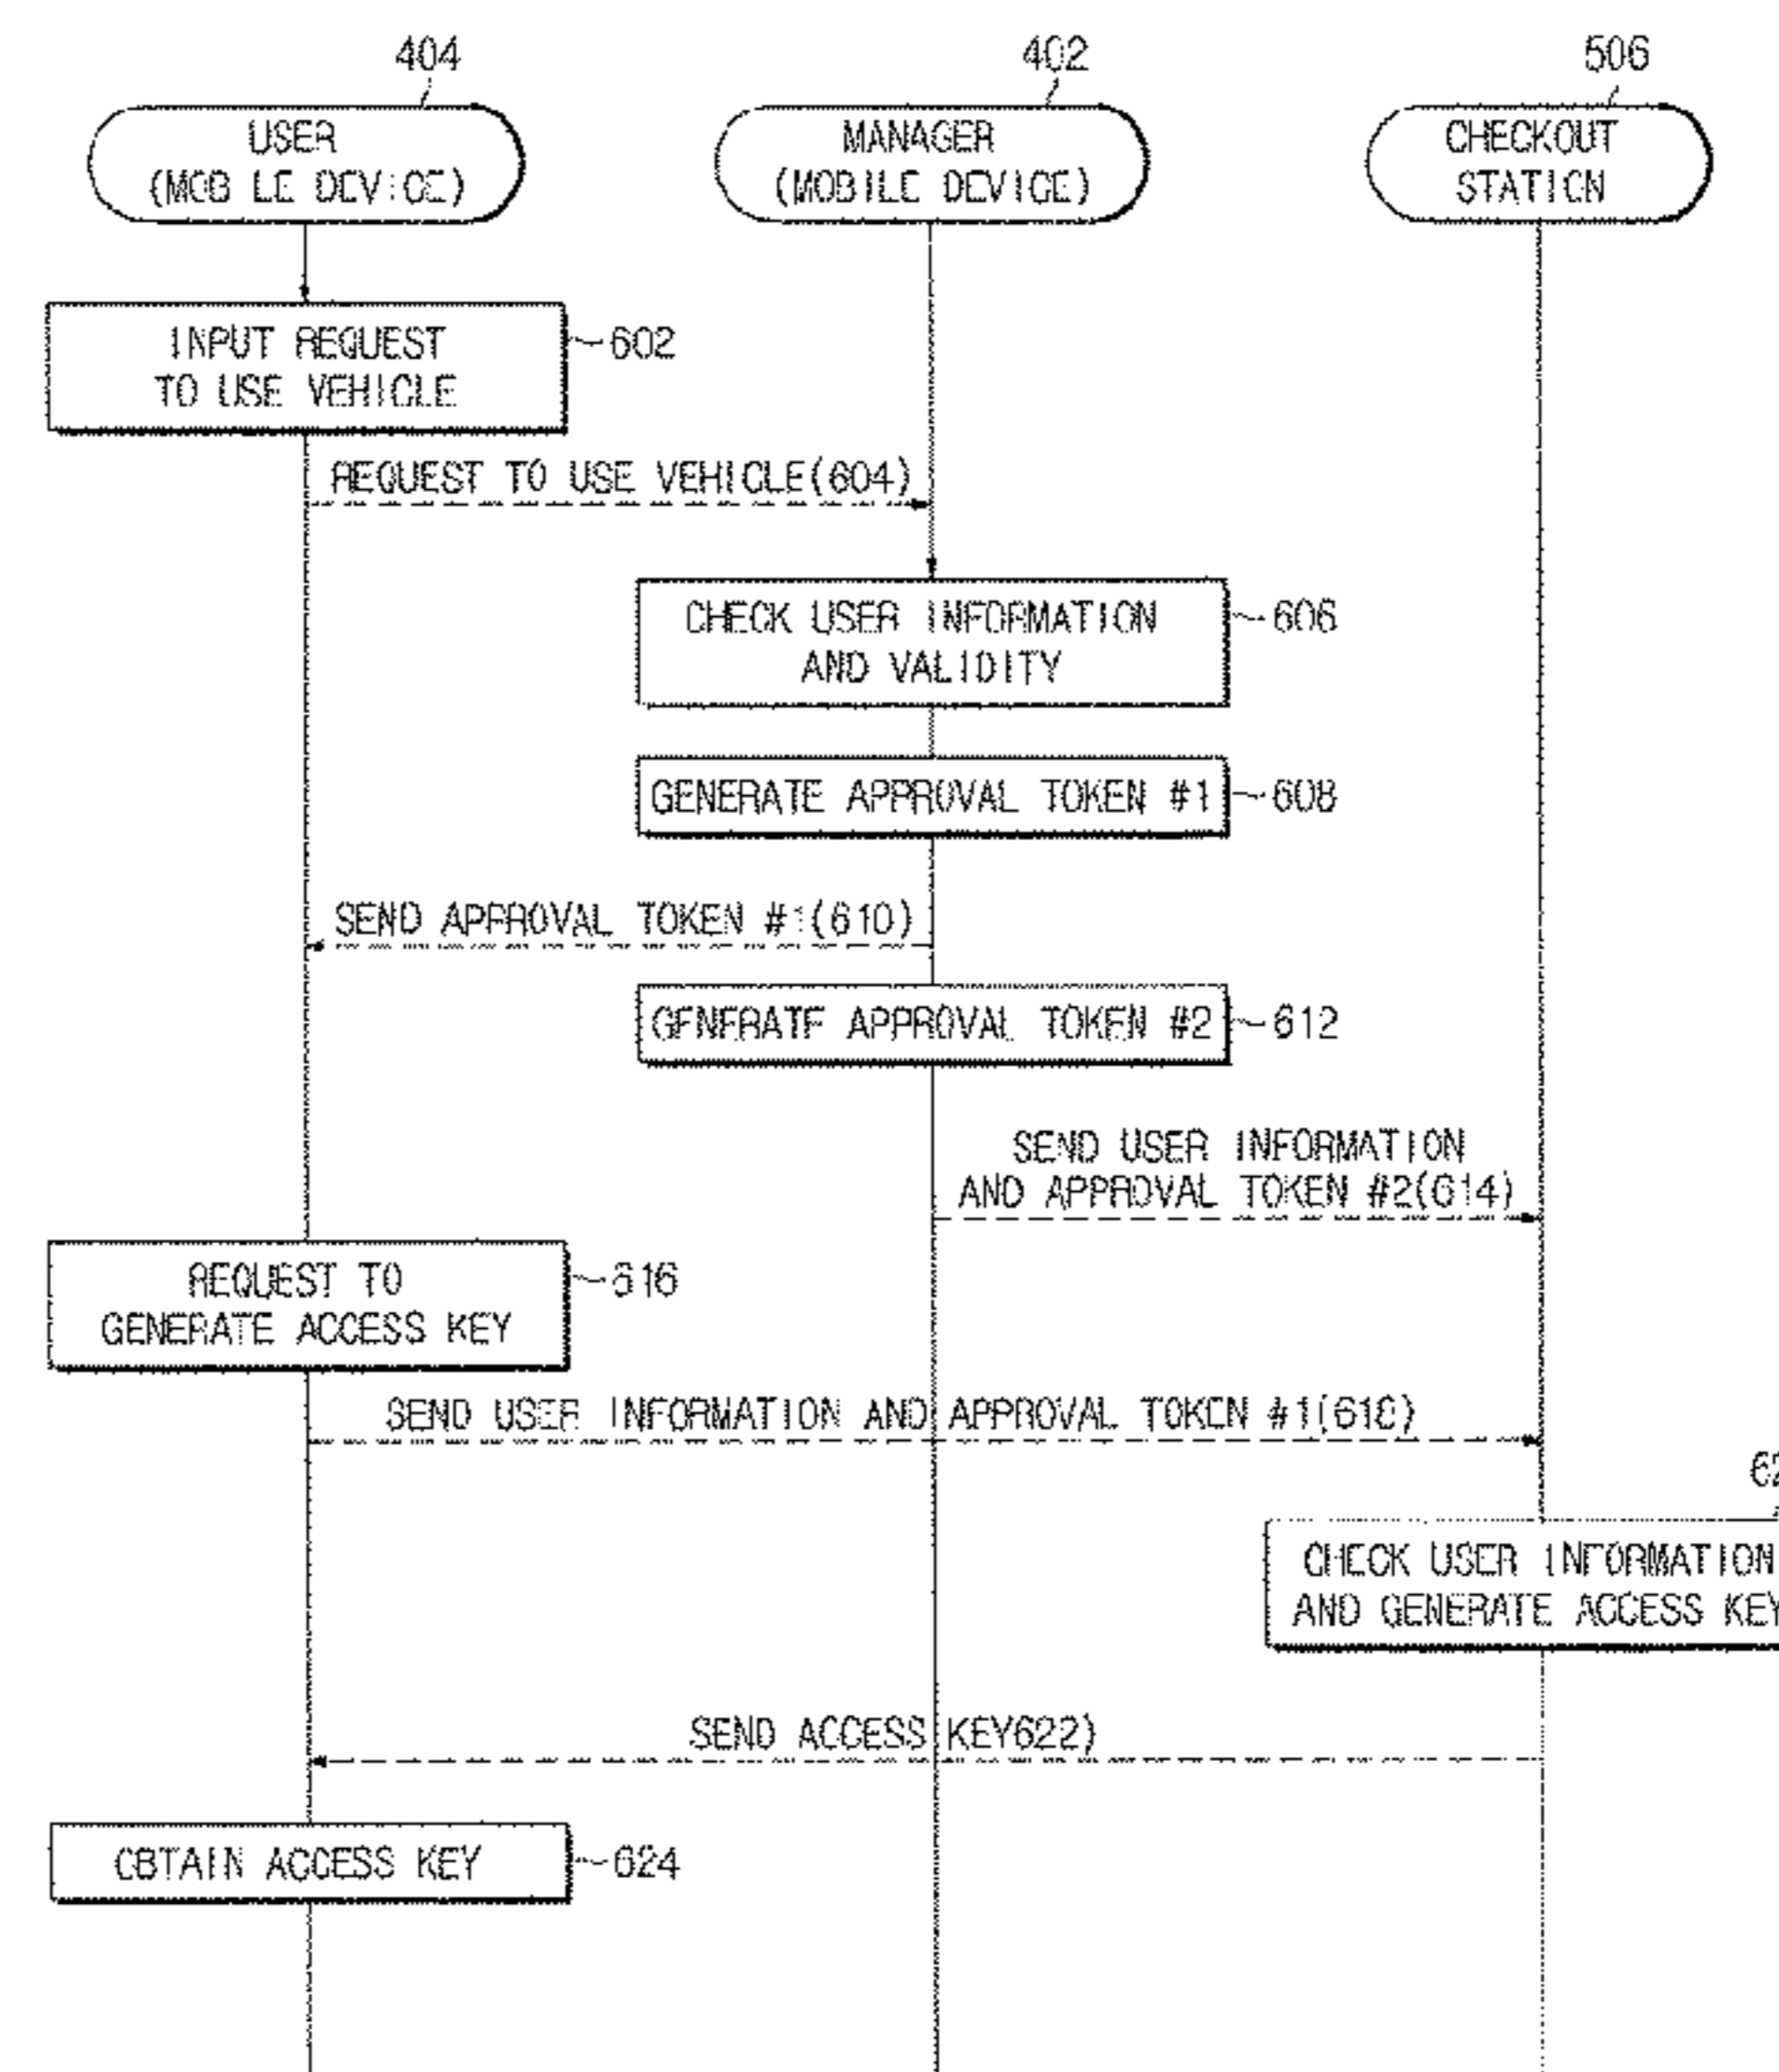 404
402
506
USER
(MOBILE DEVICE)
MANAGER
(MOBILE DEVICE)
CHECKOUT
STATION
INPUT REQUEST
TO USE VEHICLE
602
REQUEST TO USE VEHICLE(604)
CHECK USER INFORMATION
AND VALIDITY
606
GENERATE APPROVAL TOKEN #1
608
SEND APPROVAL TOKEN #1(610)
GENERATE APPROVAL TOKEN #2
612
SEND USER INFORMATION
AND APPROVAL TOKEN #2(614)
REQUEST TO
GENERATE ACCESS KEY
616
SEND USER INFORMATION AND APPROVAL TOKEN #1(618)
CHECK USER INFORMATION
AND GENERATE ACCESS KEY
SEND ACCESS KEY622)
OBTAIN ACCESS KEY
624